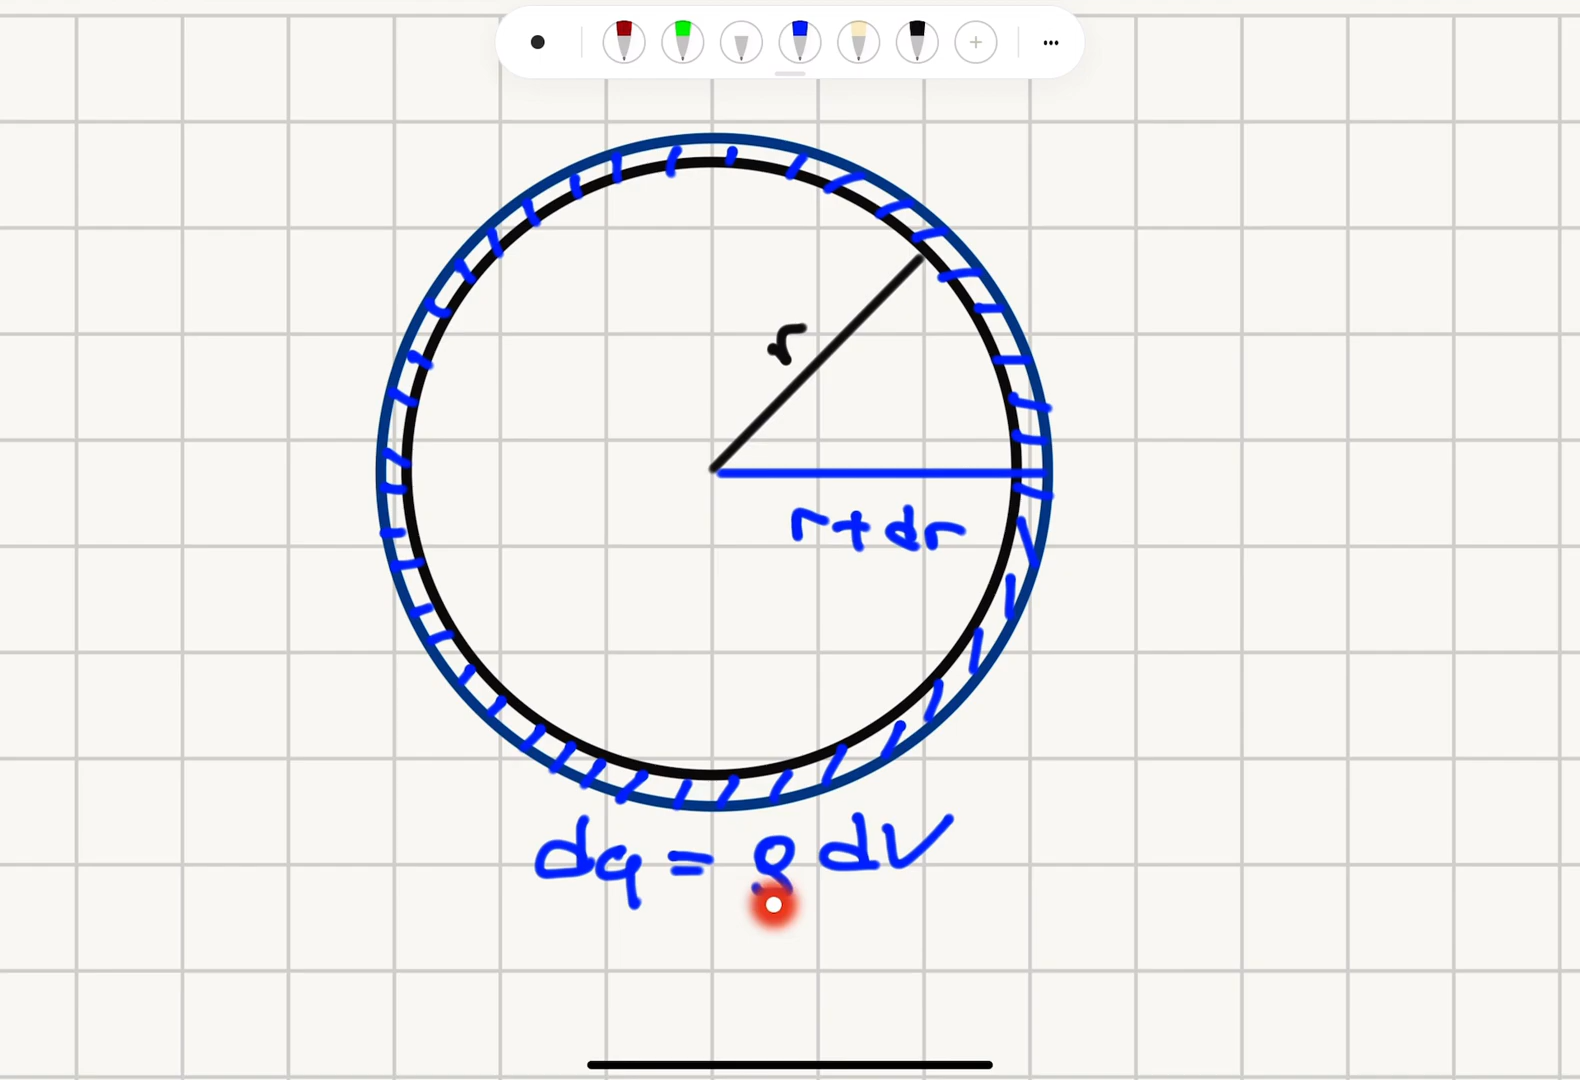 r
r+dr
dq = ρ dV